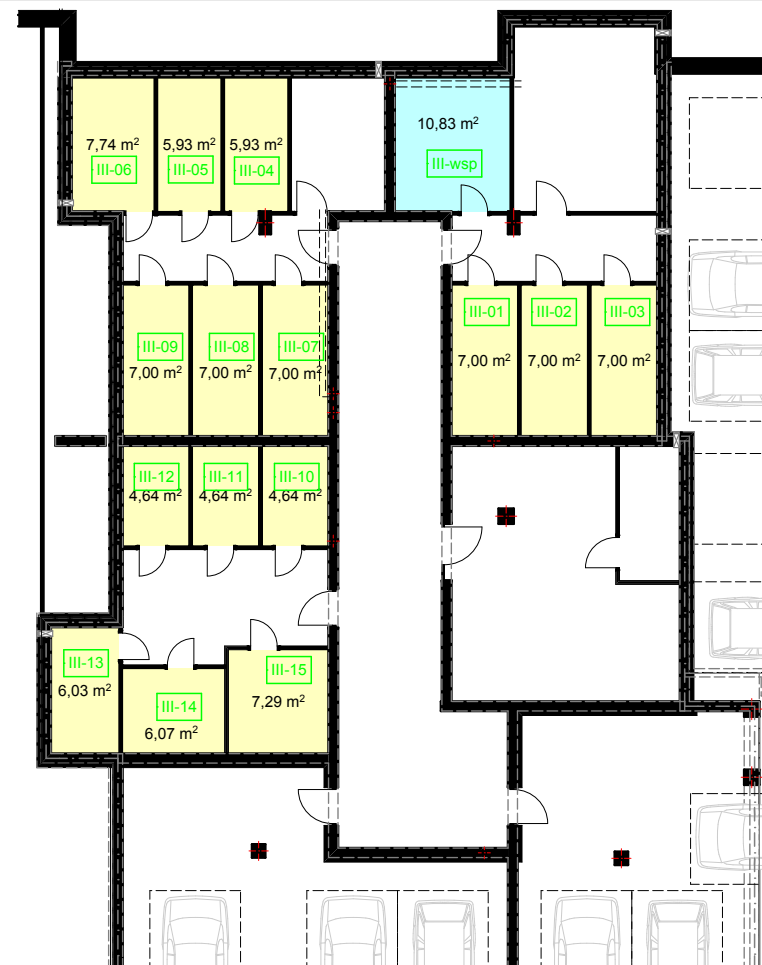 7,74 m²
III-06
5,93 m²
III-05
5,93 m²
III-04
10,83 m²
III-wsp
III-09
7,00 m²
III-08
7,00 m²
III-07
7,00 m²
III-01
7,00 m²
III-02
7,00 m²
III-03
7,00 m²
III-12
4,64 m²
III-11
4,64 m²
III-10
4,64 m²
III-13
6,03 m²
III-14
6,07 m²
III-15
7,29 m²